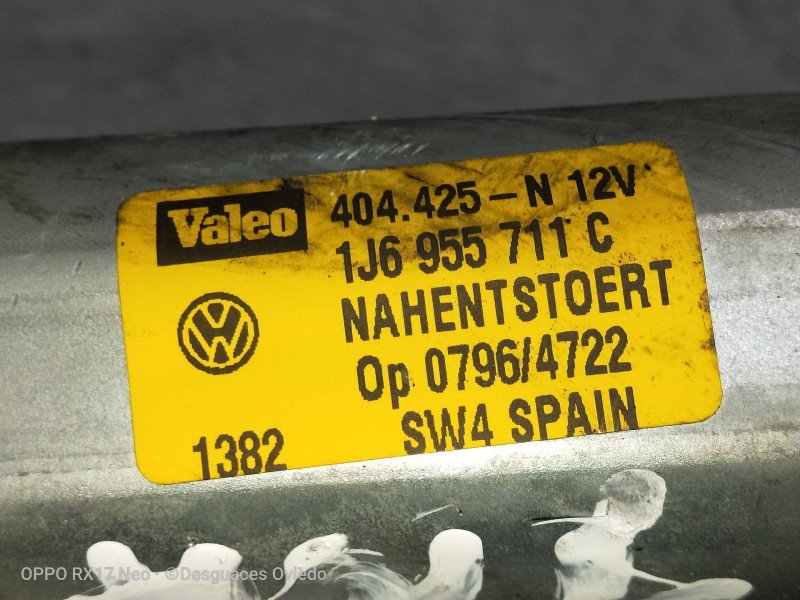 Valeo 404.425-N 12V
1J6 955 711 C
NAHENTSTOERT
Op 0796/4722
1382 SW4 SPAIN
OPPO RX17 Neo · ©Desguaces Oviedo